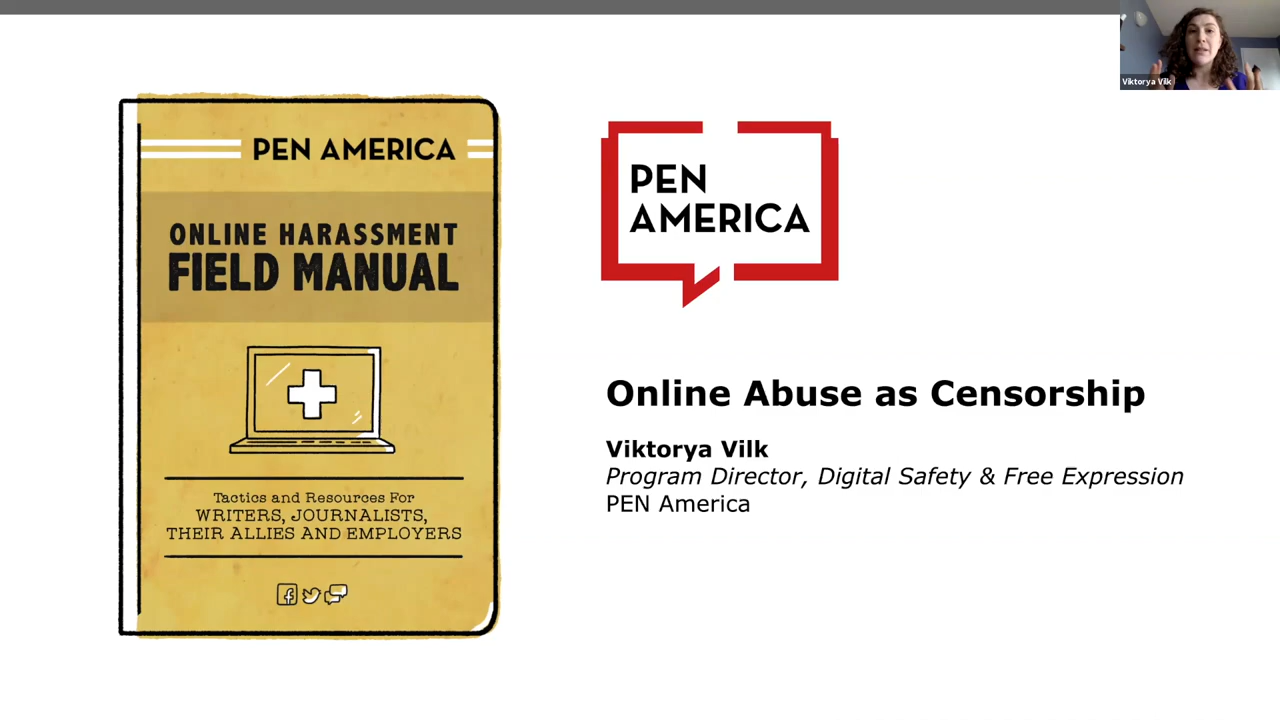 Viktorya Vilk
PEN AMERICA
ONLINE HARASSMENT
FIELD MANUAL
Tactics and Resources For
WRITERS, JOURNALISTS,
THEIR ALLIES AND EMPLOYERS
PEN
AMERICA
Online Abuse as Censorship
Viktorya Vilk
Program Director, Digital Safety & Free Expression
PEN America